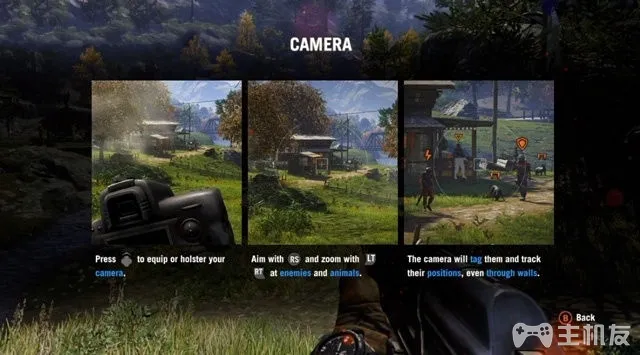 CAMERA
Press to equip or holster your
camera.
Aim with RS and zoom with LT
RT at enemies and animals.
The camera will tag them and track
their positions, even through walls.
B Back
主机友